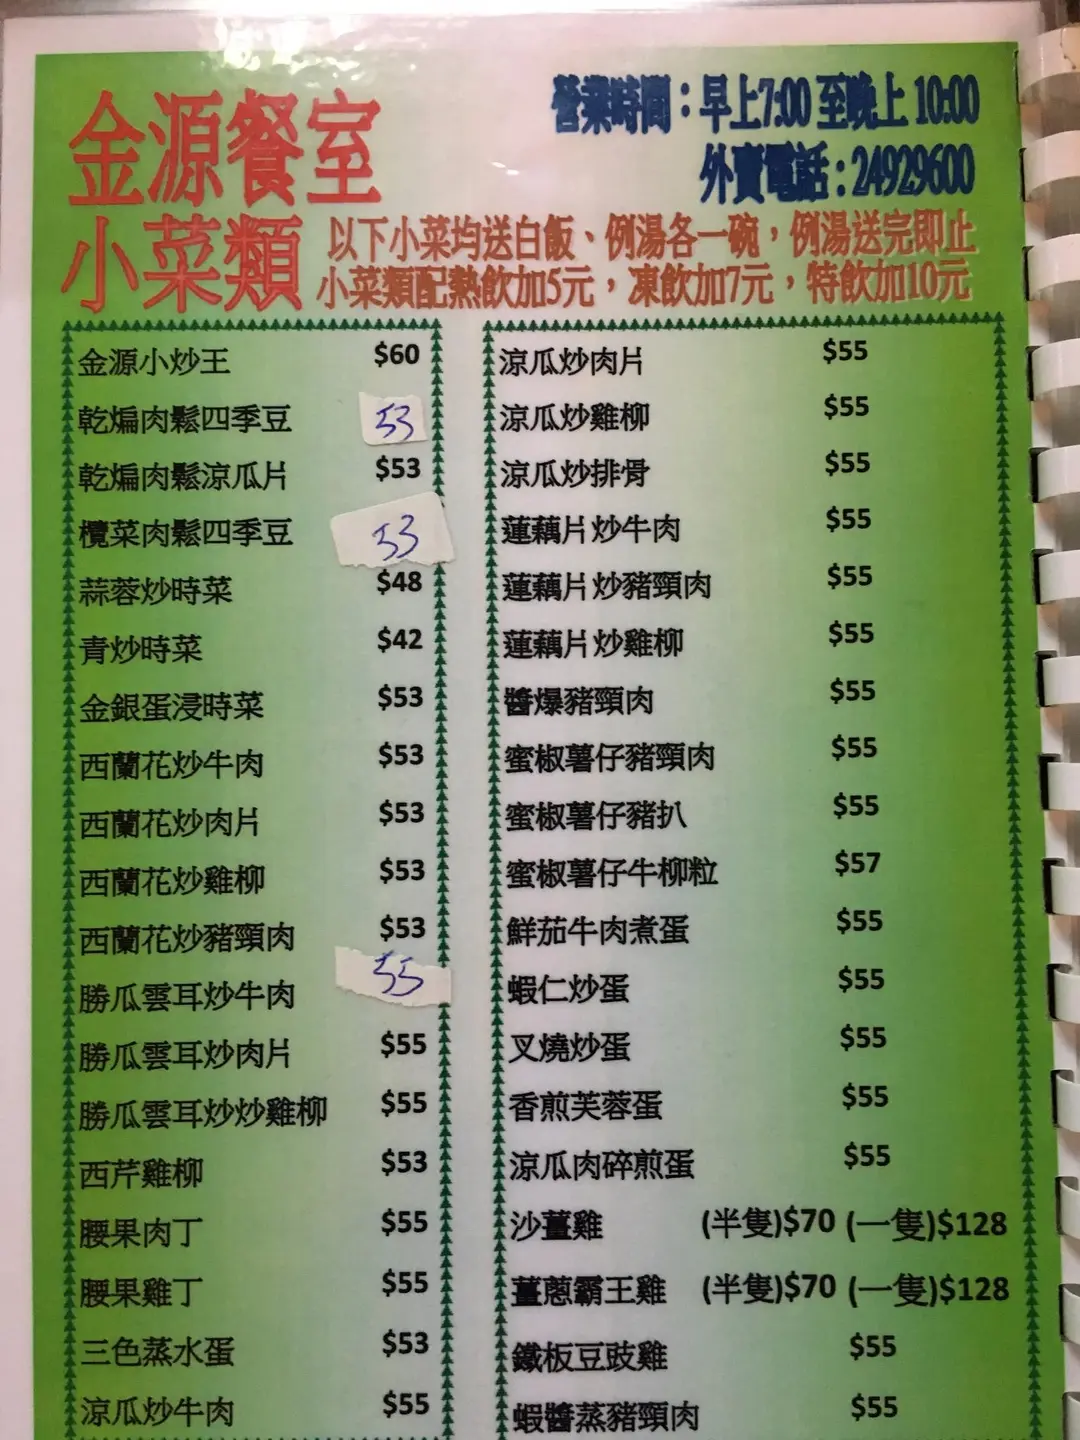 金源餐室
營業時間：早上7:00 至晚上 10:00
外賣電話：24929600
小菜類
以下小菜均送白飯、例湯各一碗，例湯送完即止
小菜類配熱飲加5元，凍飲加7元，特飲加10元
金源小炒王 $60
乾煸肉鬆四季豆 53
乾煸肉鬆涼瓜片 $53
欖菜肉鬆四季豆 53
蒜蓉炒時菜 $48
青炒時菜 $42
金銀蛋浸時菜 $53
西蘭花炒牛肉 $53
西蘭花炒肉片 $53
西蘭花炒雞柳 $53
西蘭花炒豬頸肉 $53
勝瓜雲耳炒牛肉 55
勝瓜雲耳炒肉片 $55
勝瓜雲耳炒炒雞柳 $55
西芹雞柳 $53
腰果肉丁 $55
腰果雞丁 $55
三色蒸水蛋 $53
涼瓜炒牛肉 $55
涼瓜炒肉片 $55
涼瓜炒雞柳 $55
涼瓜炒排骨 $55
蓮藕片炒牛肉 $55
蓮藕片炒豬頸肉 $55
蓮藕片炒雞柳 $55
醬爆豬頸肉 $55
蜜椒薯仔豬頸肉 $55
蜜椒薯仔豬扒 $55
蜜椒薯仔牛柳粒 $57
鮮茄牛肉煮蛋 $55
蝦仁炒蛋 $55
叉燒炒蛋 $55
香煎芙蓉蛋 $55
涼瓜肉碎煎蛋 $55
沙薑雞 (半隻)$70 (一隻)$128
薑蔥霸王雞 (半隻)$70 (一隻)$128
鐵板豆豉雞 $55
蝦醬蒸豬頸肉 $55